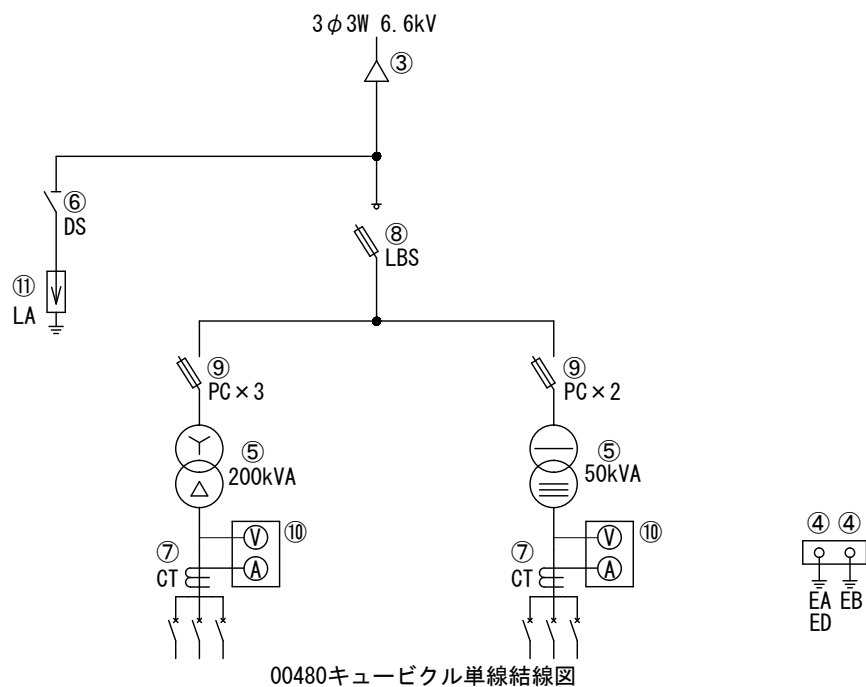 3φ3W 6.6kV
③
⑥
DS
⑧
LBS
⑪
LA
⑨
PC×3
⑨
PC×2
⑤
200kVA
⑤
50kVA
V
⑩
V
⑩
⑦
CT
A
⑦
CT
A
④ ④
EA EB
ED
00480キュービクル単線結線図